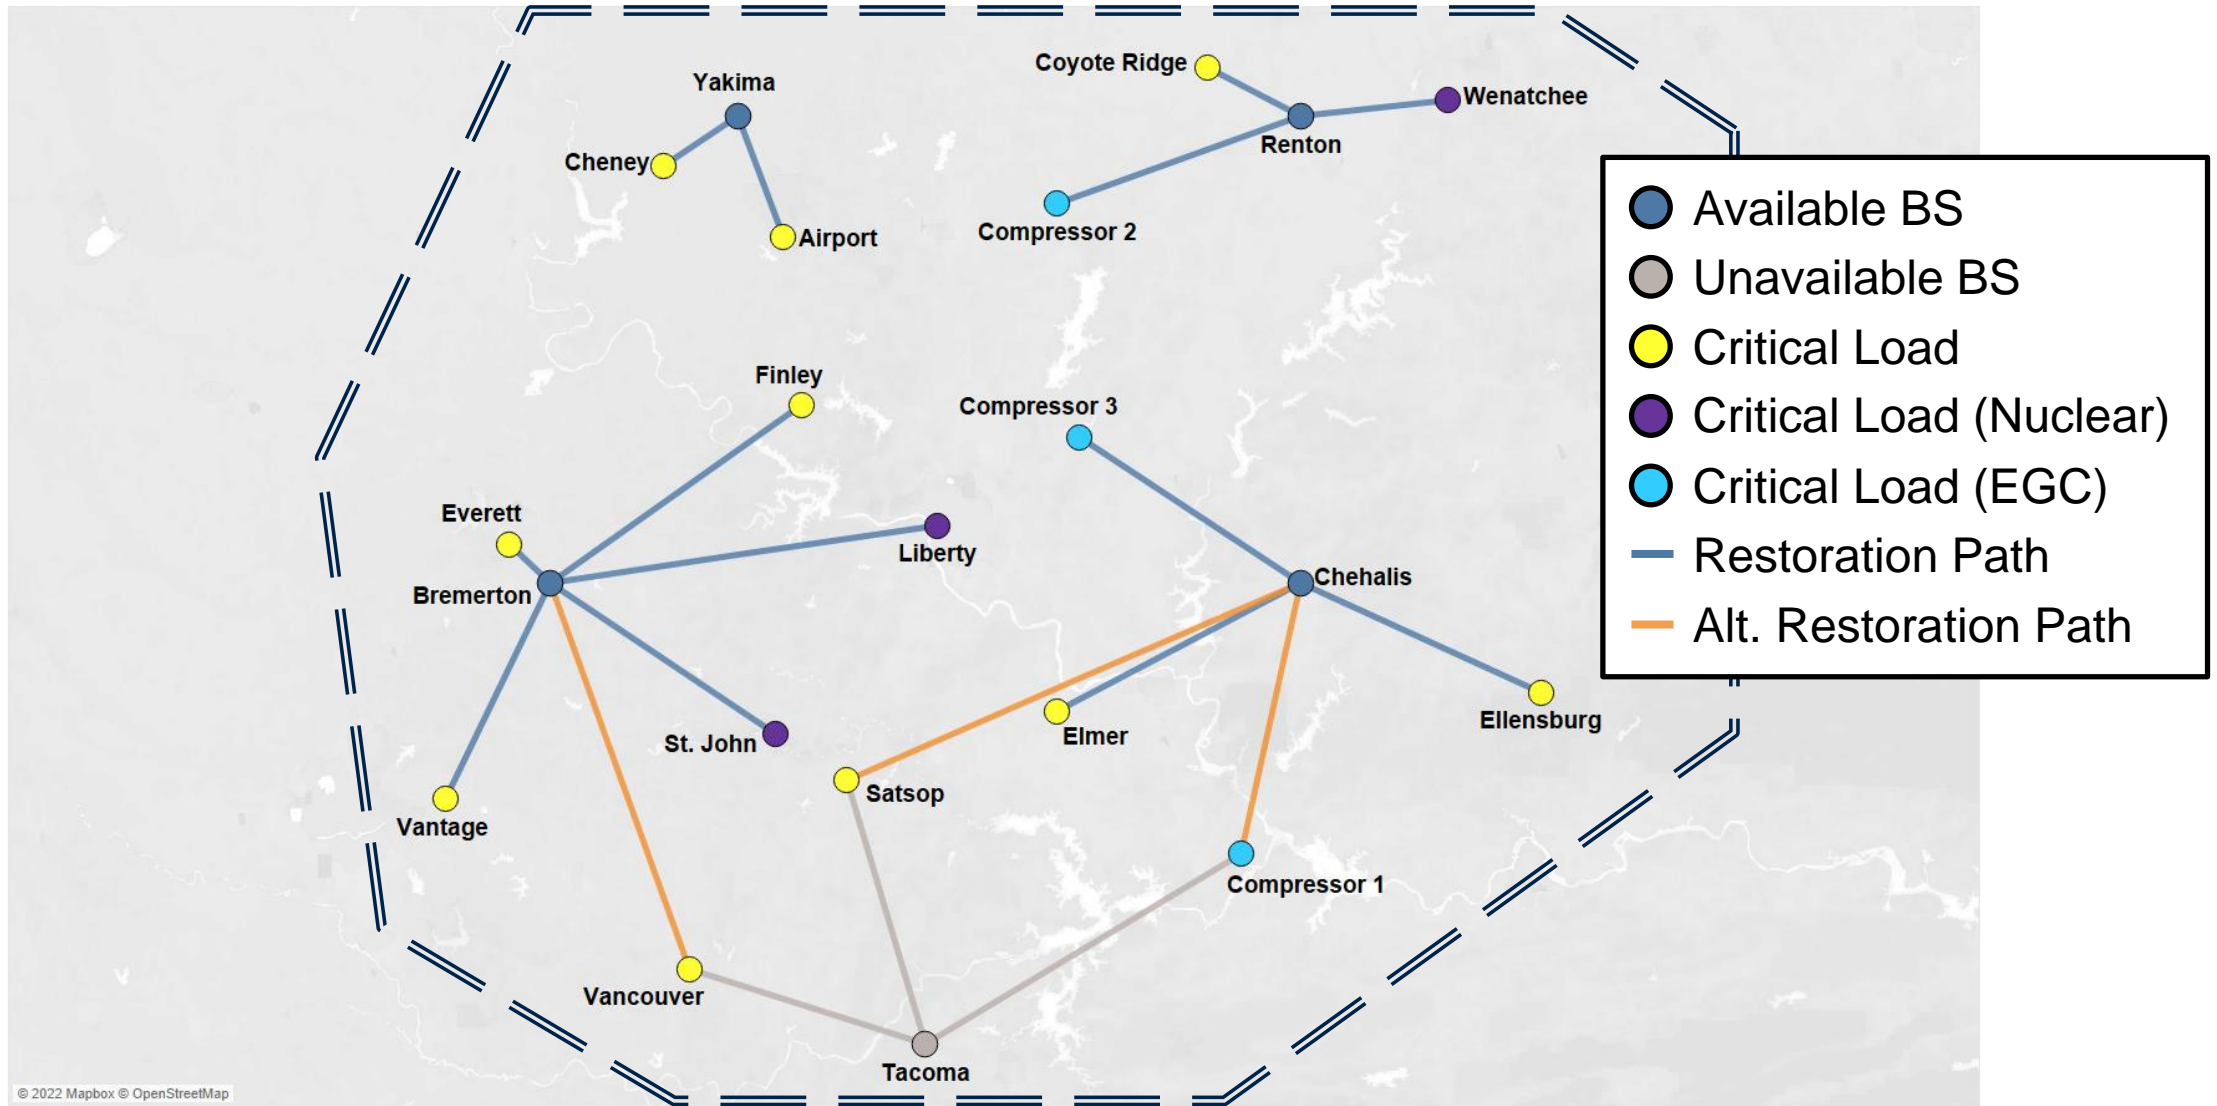 Coyote Ridge
Yakima
Wenatchee
Renton
Cheney
Airport
Compressor 2
Available BS
Unavailable BS
Critical Load
Critical Load (Nuclear)
Critical Load (EGC)
Restoration Path
Alt. Restoration Path
Finley
Compressor 3
Everett
Liberty
Chehalis
Bremerton
Ellensburg
Elmer
St. John
Satsop
Vantage
Compressor 1
Vancouver
Tacoma
© 2022 Mapbox © OpenStreetMap